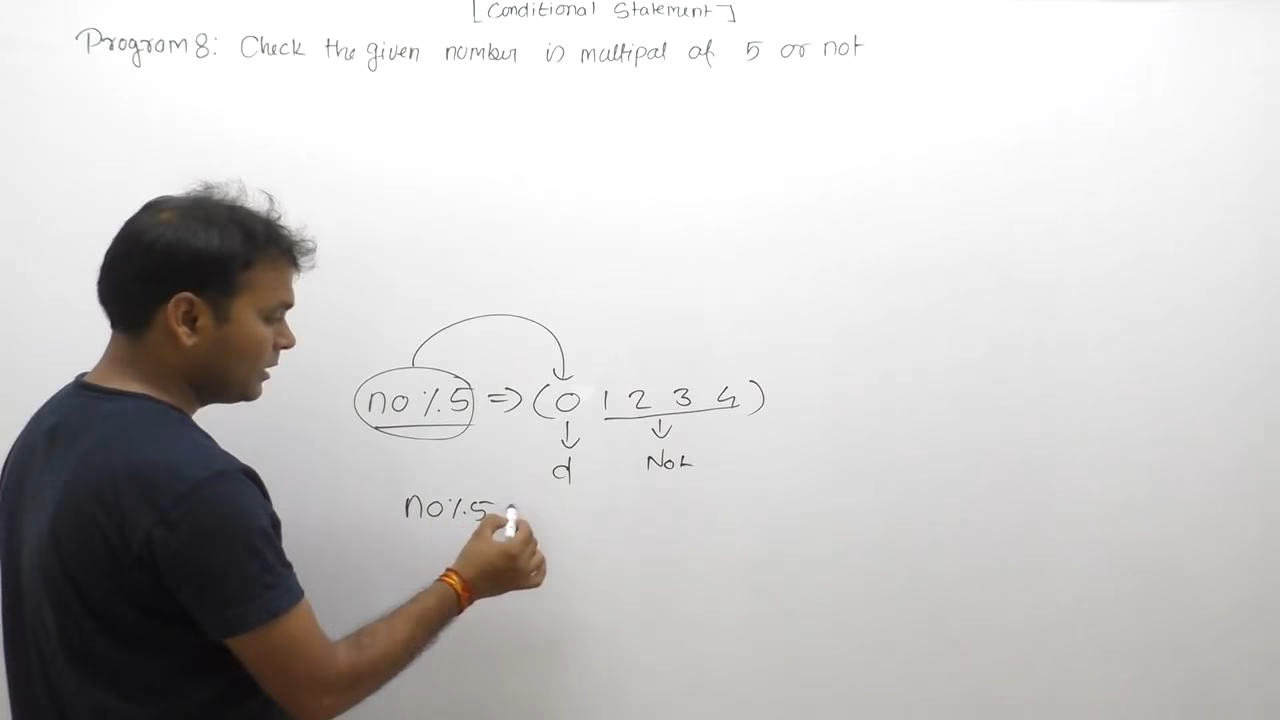 [Conditional Statement]
Program 8: Check the given number is multipal of 5 or not
no%5 => (0 1 2 3 4)
d Not
no%5